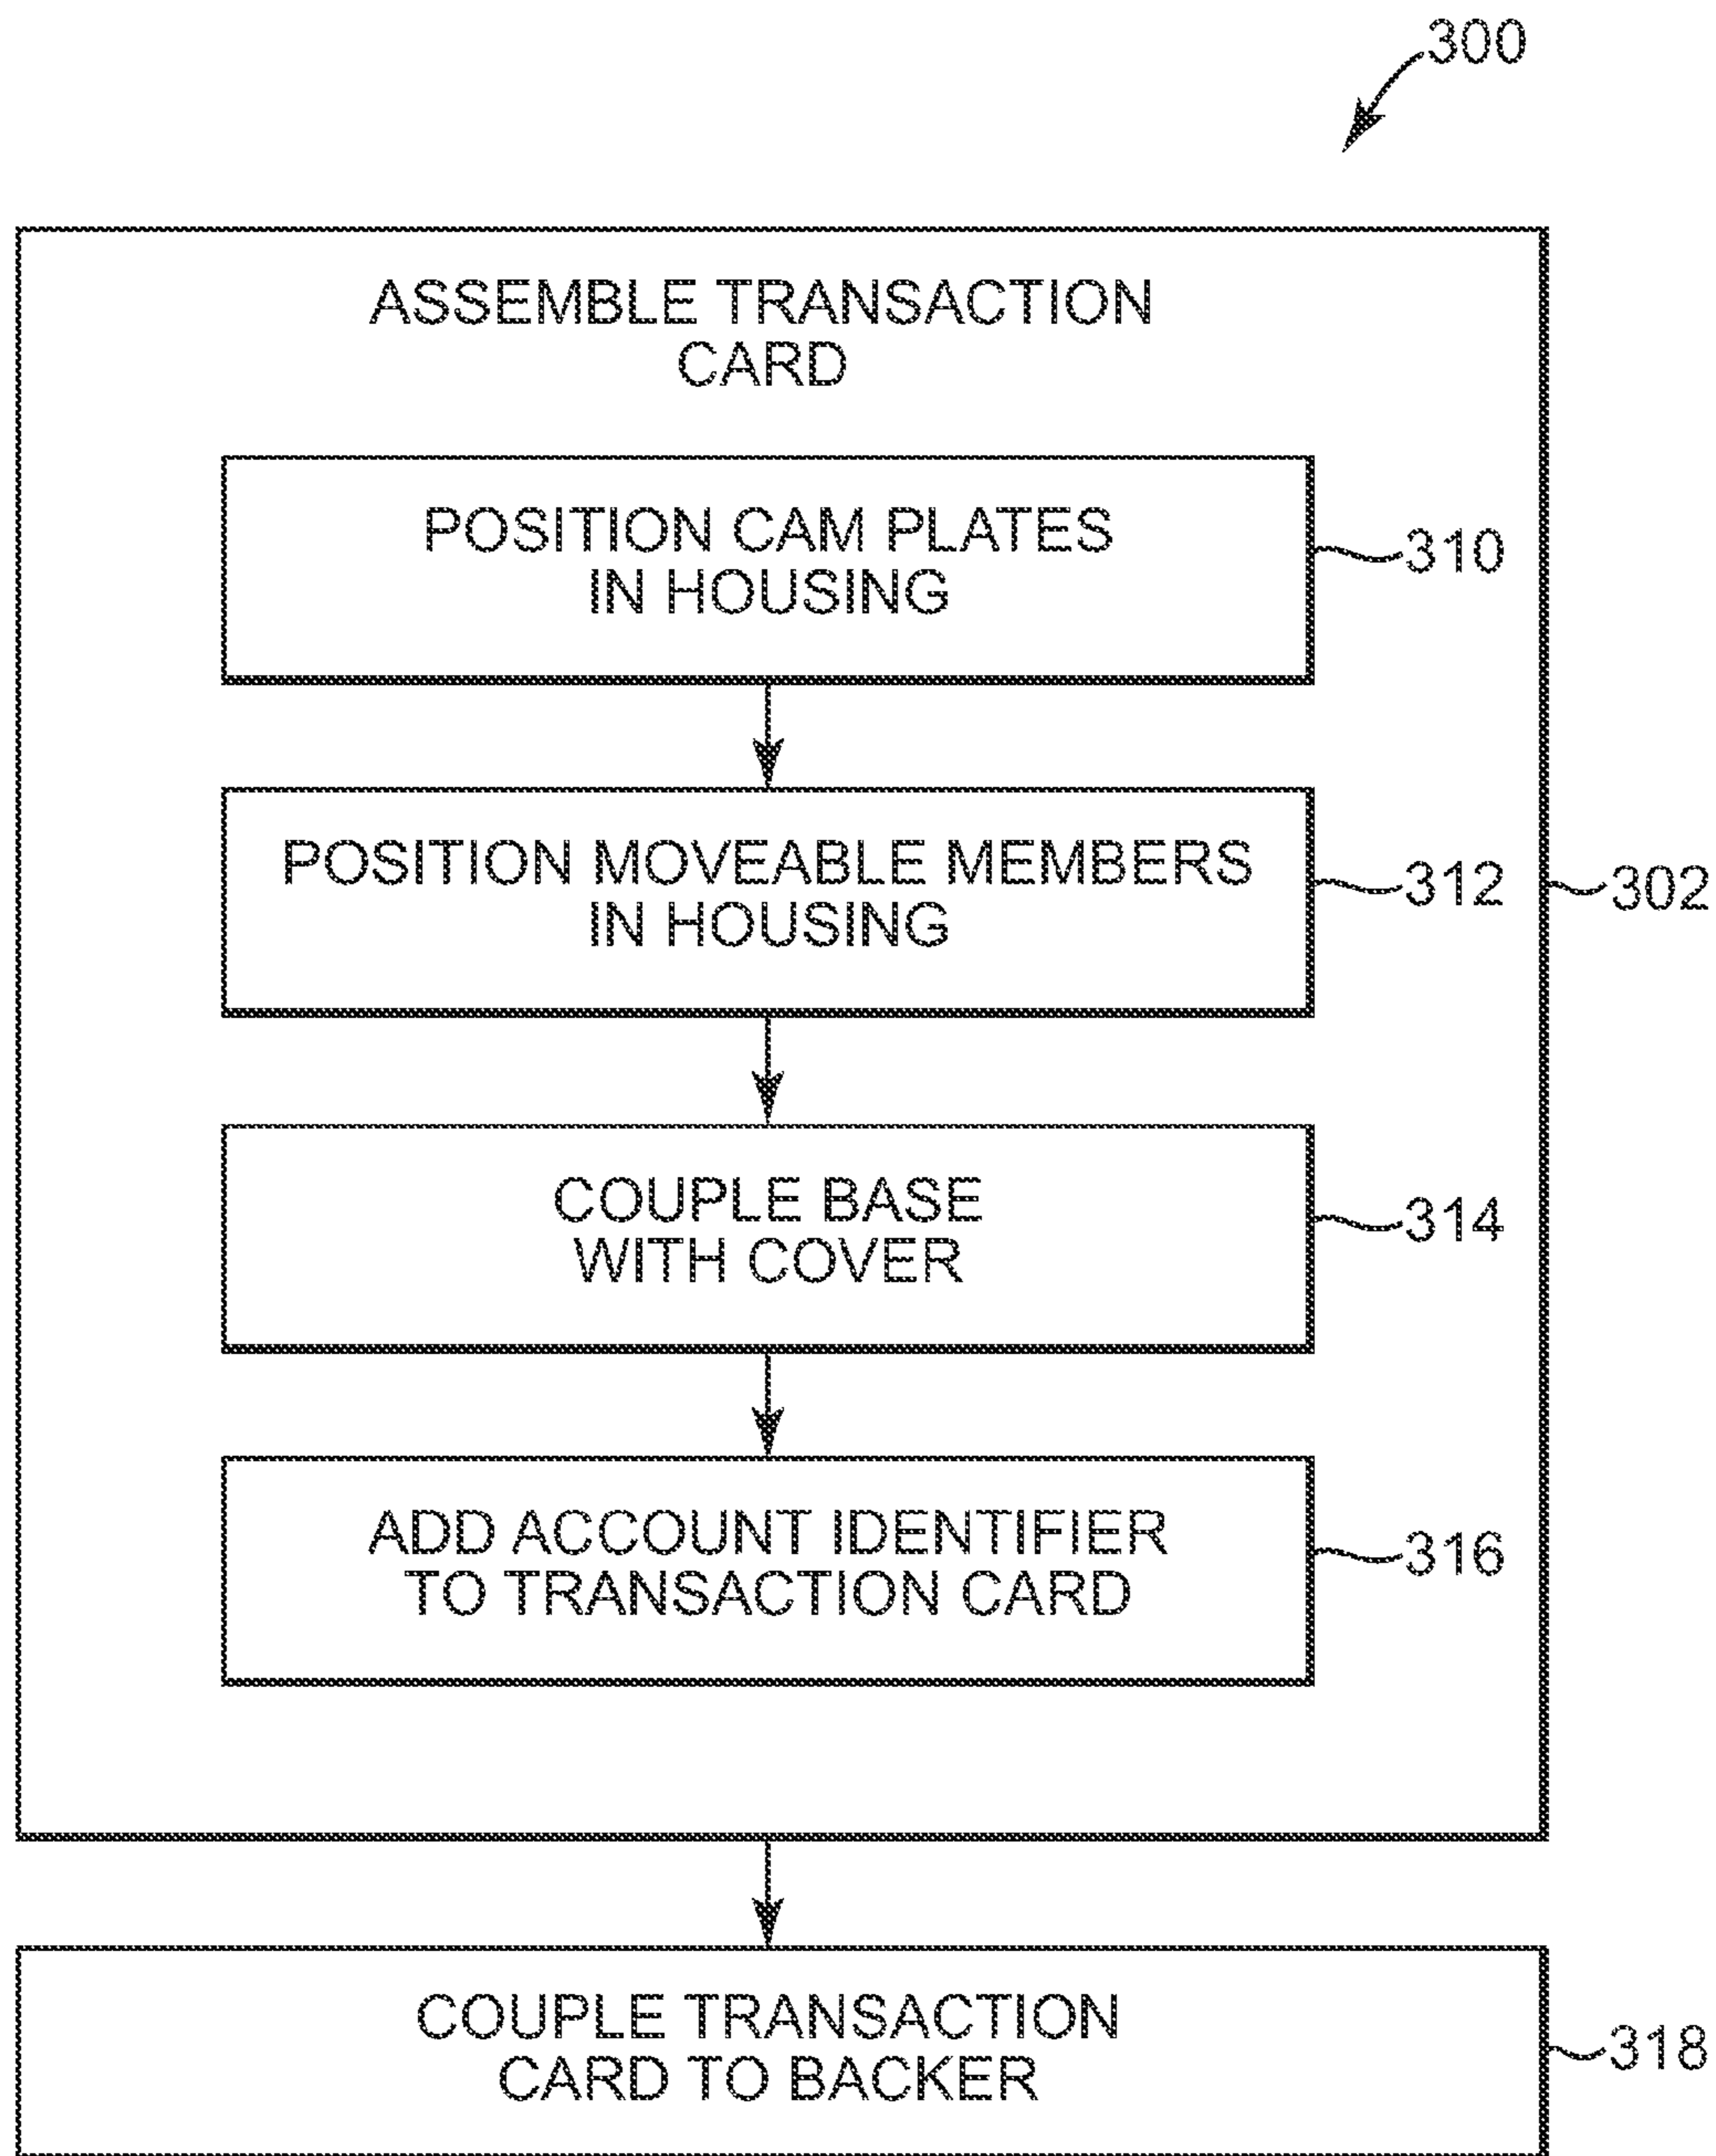 300
ASSEMBLE TRANSACTION
CARD
POSITION CAM PLATES
IN HOUSING
310
POSITION MOVEABLE MEMBERS
IN HOUSING
312
302
COUPLE BASE
WITH COVER
314
ADD ACCOUNT IDENTIFIER
TO TRANSACTION CARD
316
COUPLE TRANSACTION
CARD TO BACKER
318